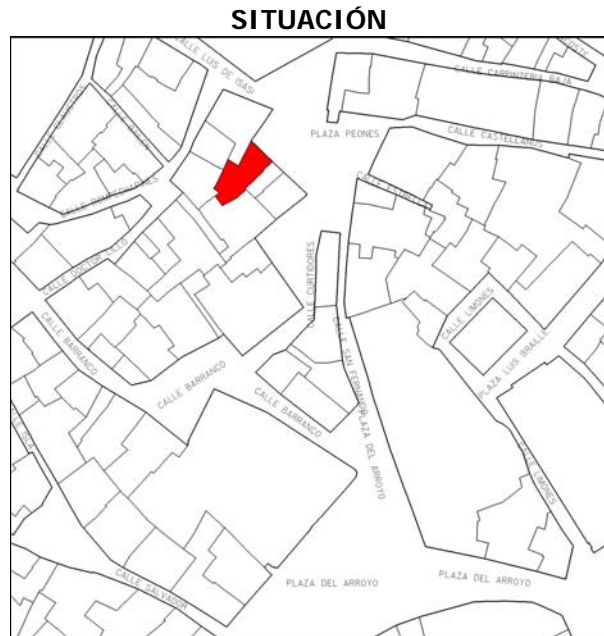 SITUACIÓN
CALLE LUIS DE ISASI
CALLE CARPINTERIA BAJA
PLAZA PEONES
CALLE CASTELLANOS
CALLE DOCTOR LILLO
CALLE CURTIDORES
CALLE LIMONES
PLAZA LUIS BRAILLE
CALLE BARRANCO
CALLE BARRANCO
CALLE BARRANCO
CALLE SAN FERNANDO
PLAZA DEL ARROYO
CALLE LIMONES
CALLE SALVADOR
PLAZA DEL ARROYO
PLAZA DEL ARROYO